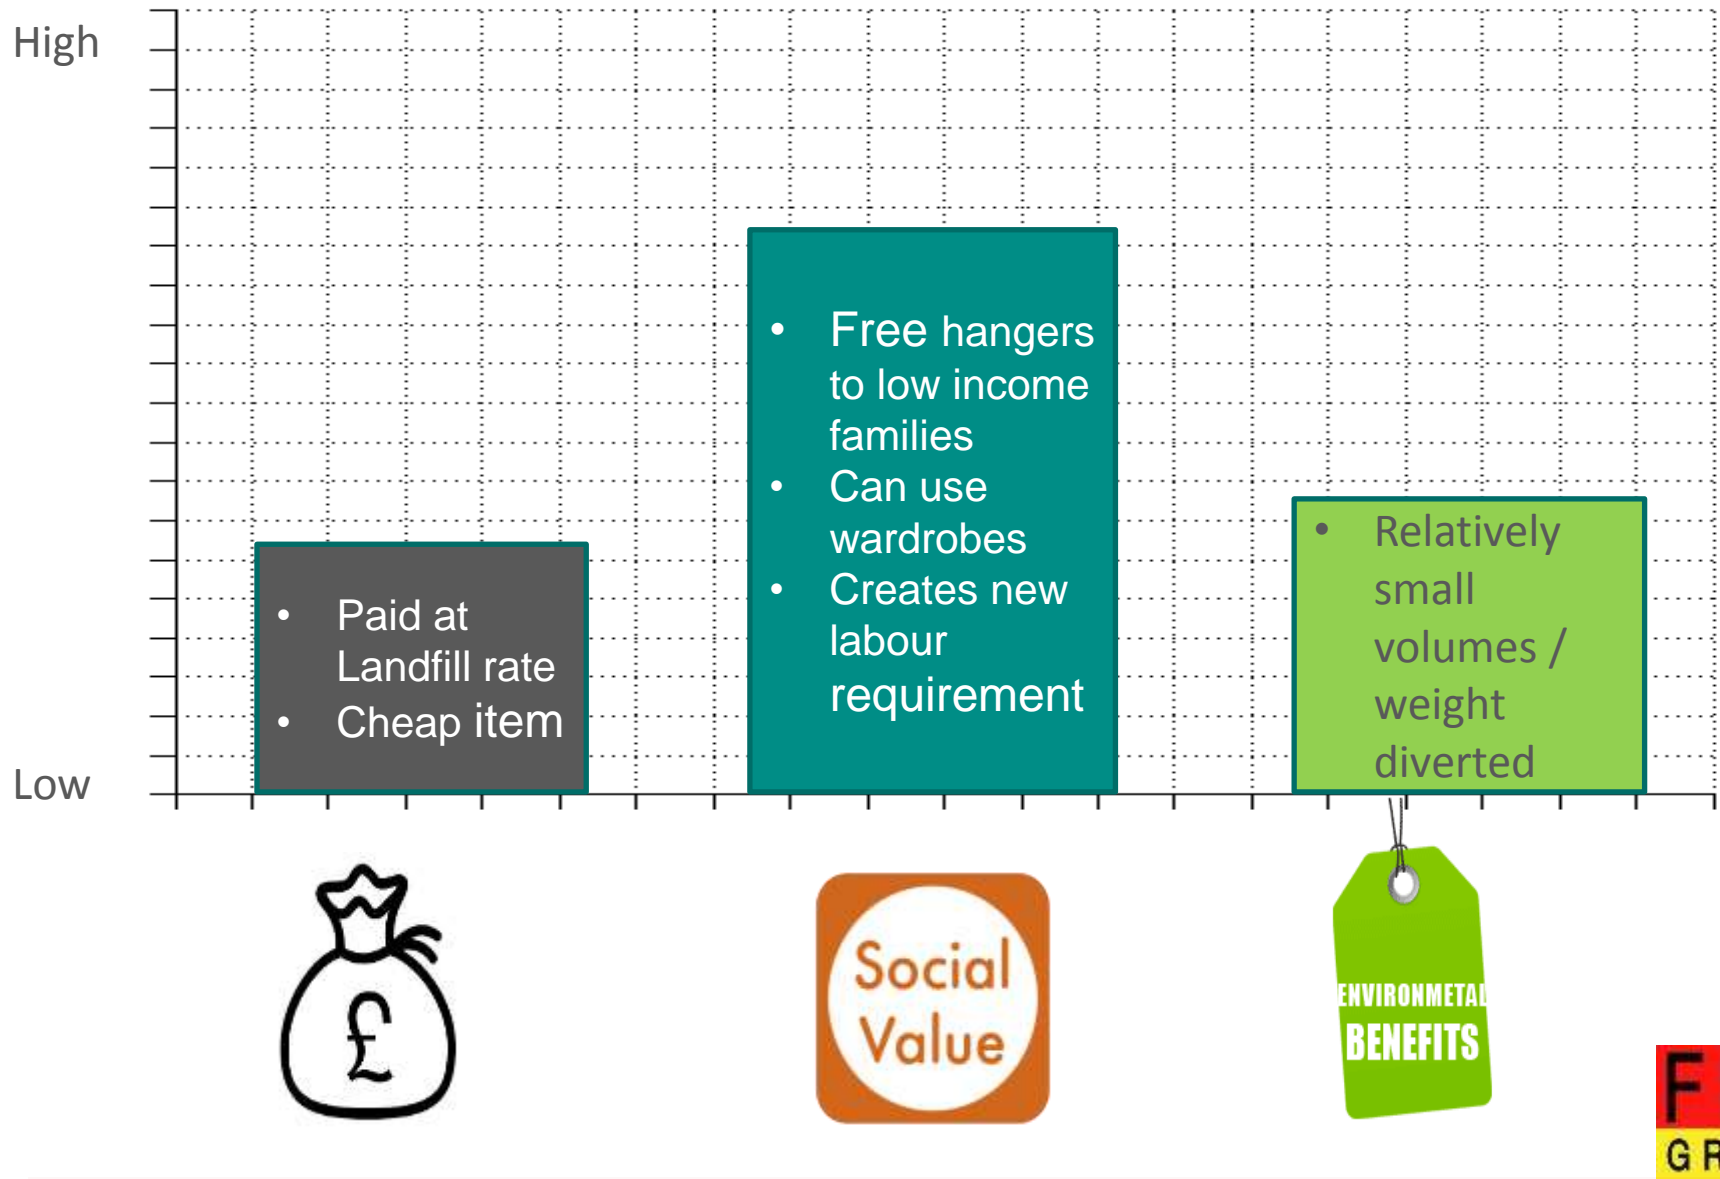 High
Low
• Paid at
Landfill rate
• Cheap item
• Free hangers
to low income
families
• Can use
wardrobes
• Creates new
labour
requirement
• Relatively
small
volumes /
weight
diverted
£
Social
Value
ENVIRONMETAL
BENEFITS
F
GR